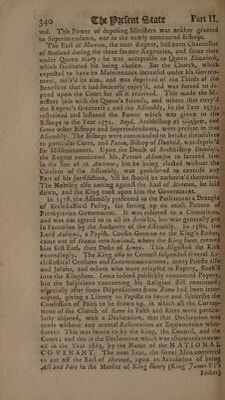 340 The Present State Part II.
ted. This Power of deputing Ministers was neither granted
to Superintendants, nor to the newly nominated Bishops.
The Earl of Morton, the next Regent, had been Chancellor
of Scotland during the three former Regencies, and since that
under Queen Mary; he was acceptable to Queen Elizabeth,
which facilitated his being chosen. But the Church, which
expected to have its Maintenance increased under his Govern-
ment, fail'd in its aim, and was deprived of the Thirds of the
Benefices that it had formerly enjoy'd, and was forced to de-
pend upon the Court for off it received. This made the Mi-
nisters join with the Queen's Friends, and others that envy'd
the Regent's Greatness; and the Assembly, in the Year 1574,
restrained and lessened the Power which was given to the
Bishops in the Year 1572. Boyd, Archbishop of Glasgow, and
some other Bishops and Superintendents, were present in that
Assembly. The Bishops were commanded to betake themselves
to particular Cures, and Paton, Bishop of Dunkeld, was depriv'd
for Misdemeanors. Upon the Death of Archbishop Douglas,
the Regent nominated Mr. Patrick Adamson to succeed him
in the See of St. Andrews; but he being elected without the
Consent of the Assembly, was prohibited to exercise any
Part of his Jurisdiction, till he should be authoriz'd thereunto.
The Nobility also uniting against the Earl of Morton, he laid
down, and the King took upon him the Government.
In 1578, the Assembly presented to the Parliament a Draught
of Ecclesiastical Policy, for setting up an exact Pattern of
Presbyterian Government. It was referred to a Committee,
and was not agreed to in all its Articles, but was generally put
in Execution by the Authority of the Assembly. In 1580, the
Lord Aubigny, a Papist, Cousin German to the King's Father,
came out of France into Scotland, whom the King soon created
him first Earl, then Duke of Lenox. This disgusted the Kirk
exceedingly. The King also in Council suspended several Ec-
clesiastical Censures and Excommunications; many Papists also
and Jesuits, and others who were suspected as Popery, flock'd
into the Kingdom. Lenox indeed publickly renounced Popery,
but the Suspicions concerning his Religion still continued;
especially after some Dispensations from Rome had been inter-
cepted, giving a Liberty to Papists to swear and subscribe the
Confession of Faith to be drawn up, in which all the Corrup-
tions of the Church of Rome in Faith and Rites were particu-
larly abjured, with a Declaration, that that Declaration was
made without any mental Reservation or Equivocation what-
soever. This was sworn to by the King, the Council, and the
Court; and this is the Declaration which was afterwards renew-
ed in the Year 1638, by the Name of the NATIONAL
COVENANT. The next Year, the Great Men contrived
to cut off the Earl of Morton, upon an Accusation of being
Art and Part in the Murder of King Henry (King James VI's
Father)